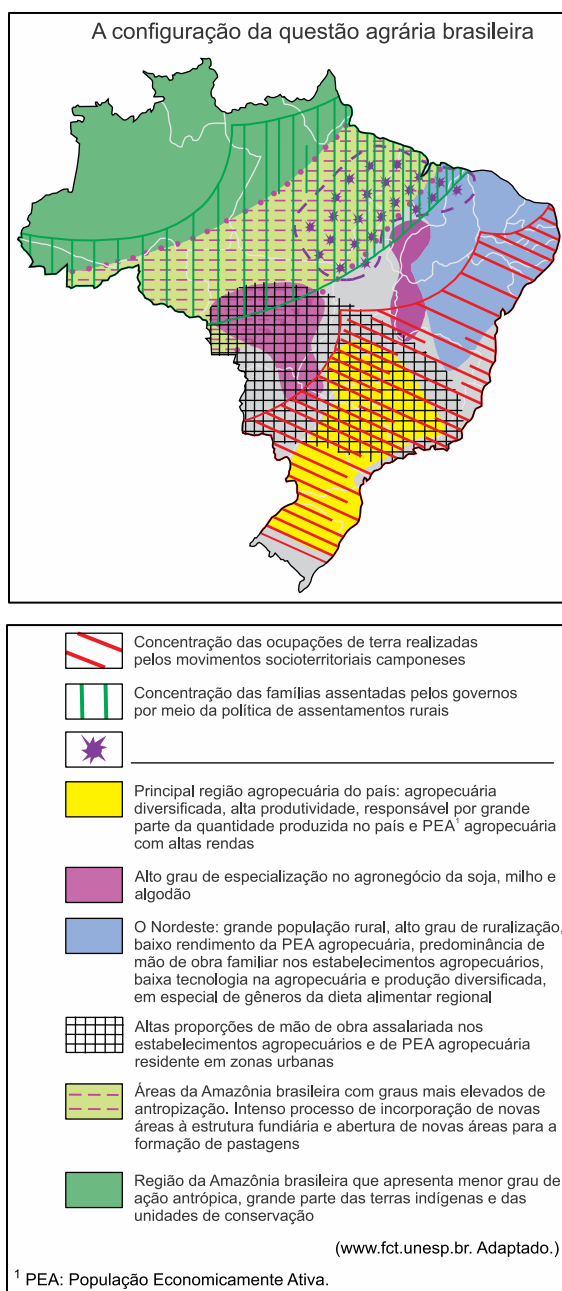 A configuração da questão agrária brasileira
Concentração das ocupações de terra realizadas
pelos movimentos socioterritoriais camponeses
Concentração das famílias assentadas pelos governos
por meio da política de assentamentos rurais
Principal região agropecuária do país: agropecuária
diversificada, alta produtividade, responsável por grande
parte da quantidade produzida no país e PEA¹ agropecuária
com altas rendas
Alto grau de especialização no agronegócio da soja, milho e
algodão
O Nordeste: grande população rural, alto grau de ruralização,
baixo rendimento da PEA agropecuária, predominância de
mão de obra familiar nos estabelecimentos agropecuários,
baixa tecnologia na agropecuária e produção diversificada,
em especial de gêneros da dieta alimentar regional
Altas proporções de mão de obra assalariada nos
estabelecimentos agropecuários e de PEA agropecuária
residente em zonas urbanas
Áreas da Amazônia brasileira com graus mais elevados de
antropização. Intenso processo de incorporação de novas
áreas à estrutura fundiária e abertura de novas áreas para a
formação de pastagens
Região da Amazônia brasileira que apresenta menor grau de
ação antrópica, grande parte das terras indígenas e das
unidades de conservação
(www.fct.unesp.br. Adaptado.)
¹ PEA: População Economicamente Ativa.